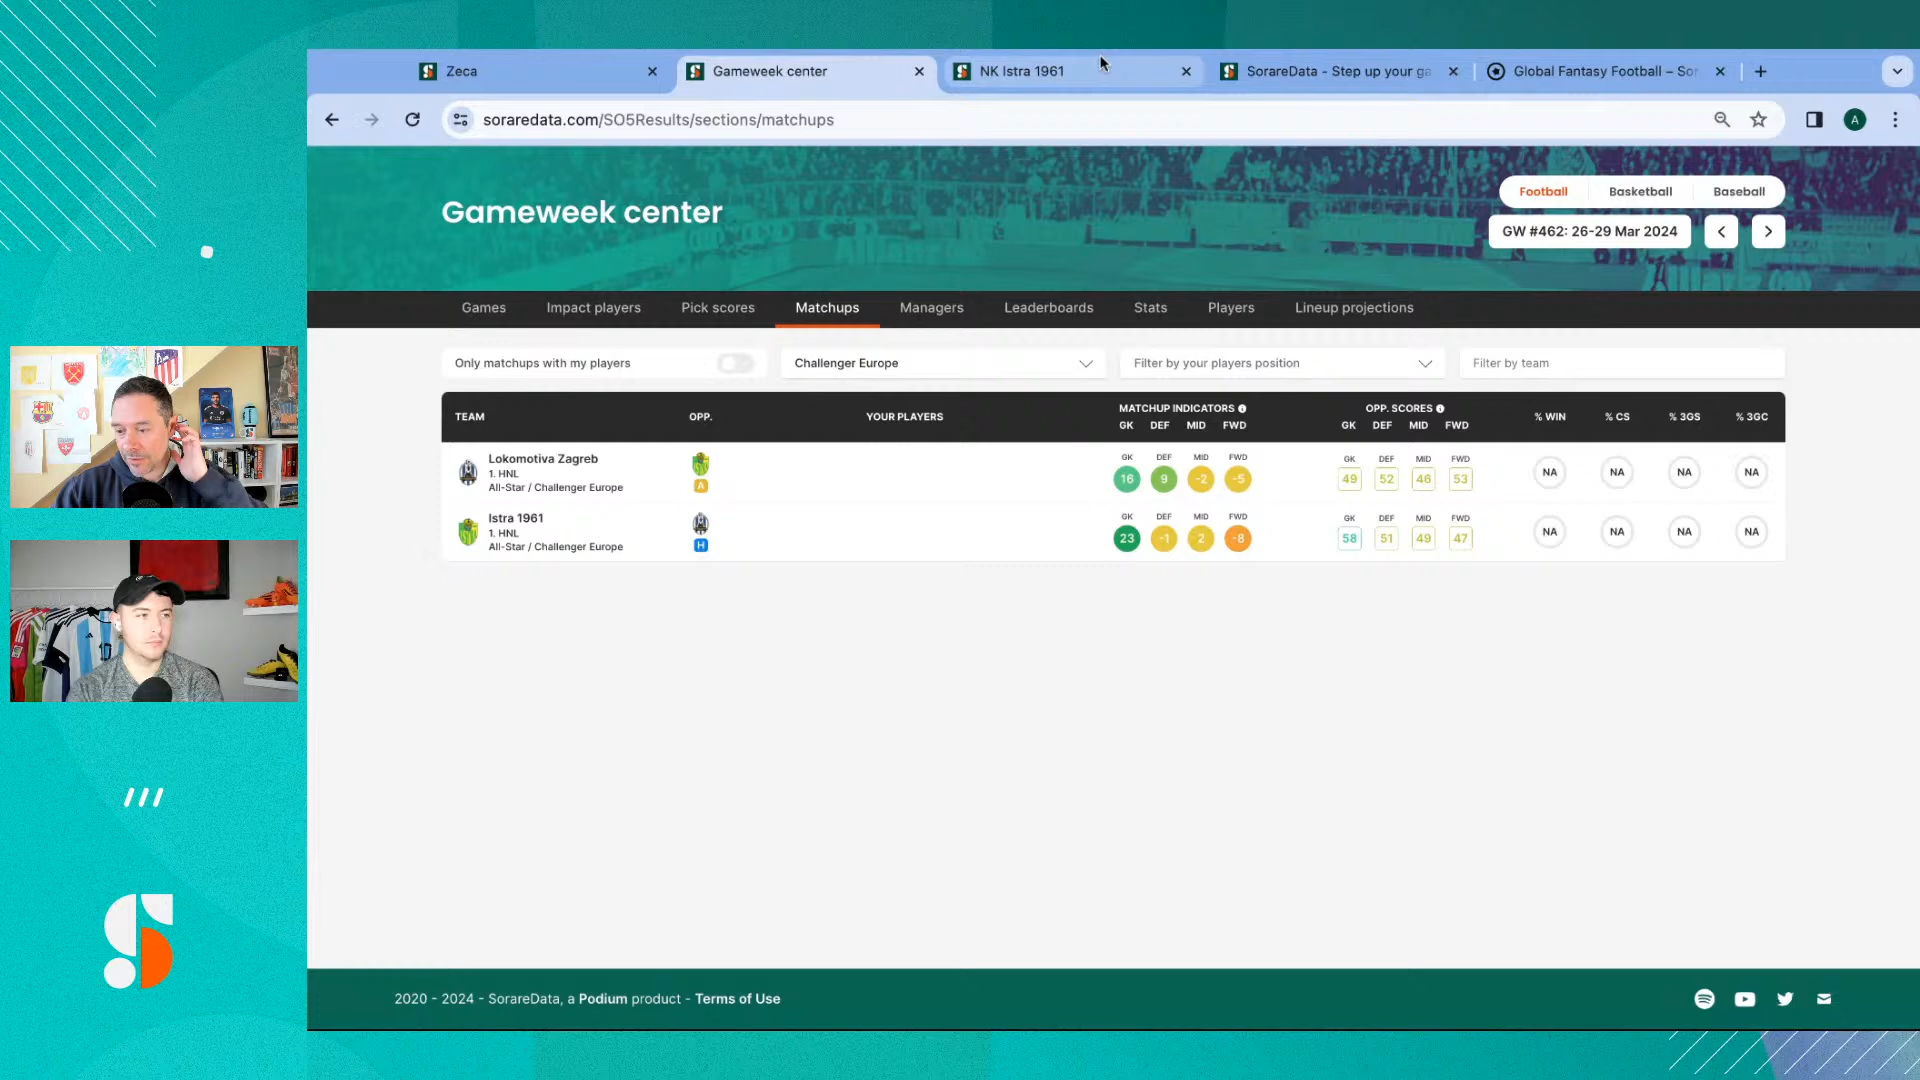 Zeca
Gameweek center
NK Istra 1961
SorareData - Step up your ga
Global Fantasy Football – Sor
soraredata.com/SO5Results/sections/matchups
A
Gameweek center
Football Basketball Baseball
GW #462: 26-29 Mar 2024
Games Impact players Pick scores Matchups Managers Leaderboards Stats Players Lineup projections
Only matchups with my players
Challenger Europe
Filter by your players position
Filter by team
TEAM OPP. YOUR PLAYERS MATCHUP INDICATORS OPP. SCORES % WIN % CS % 3GS % 3GC
GK DEF MID FWD GK DEF MID FWD
Lokomotiva Zagreb
1. HNL
All-Star / Challenger Europe
A
GK DEF MID FWD GK DEF MID FWD
16 9 -2 -5 49 52 46 53 NA NA NA NA
Istra 1961
1. HNL
All-Star / Challenger Europe
H
GK DEF MID FWD GK DEF MID FWD
23 -1 2 -8 58 51 49 47 NA NA NA NA
2020 - 2024 - SorareData, a Podium product - Terms of Use